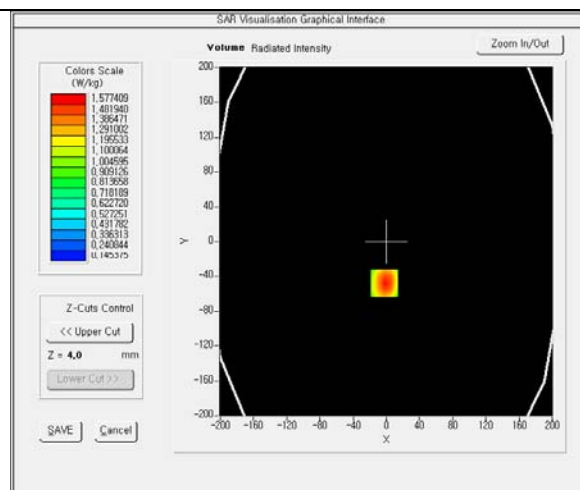 SAR Visualisation Graphical Interface
Volume Radiated Intensity
Zoom In/Out
Colors Scale
(W/kg)
1,577409
1,481940
1,386471
1,291002
1,195533
1,100064
1,004595
0,909126
0,813658
0,718189
0,622720
0,527251
0,431782
0,336313
0,240844
0,145375
Z-Cuts Control
<< Upper Cut
Z = 4,0 mm
Lower Cut >>
SAVE Cancel
200
160
120
80
40
0
-40
-80
-120
-160
-200
Y
-200 -160 -120 -80 -40 0 40 80 120 160 200
X